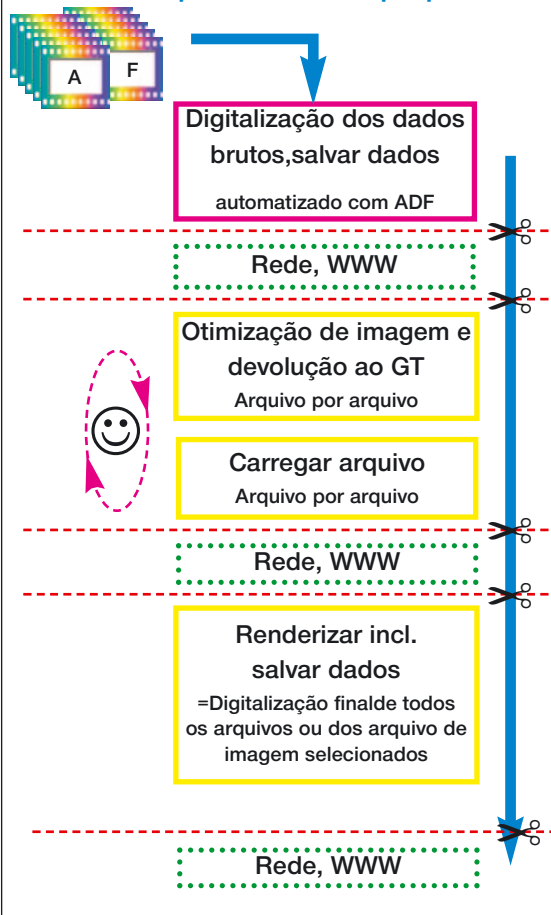 A
F
Digitalização dos dados
brutos,salvar dados
automatizado com ADF
Rede, WWW
Otimização de imagem e
devolução ao GT
Arquivo por arquivo
Carregar arquivo
Arquivo por arquivo
Rede, WWW
Renderizar incl.
salvar dados
=Digitalização finalde todos
os arquivos ou dos arquivo de
imagem selecionados
Rede, WWW